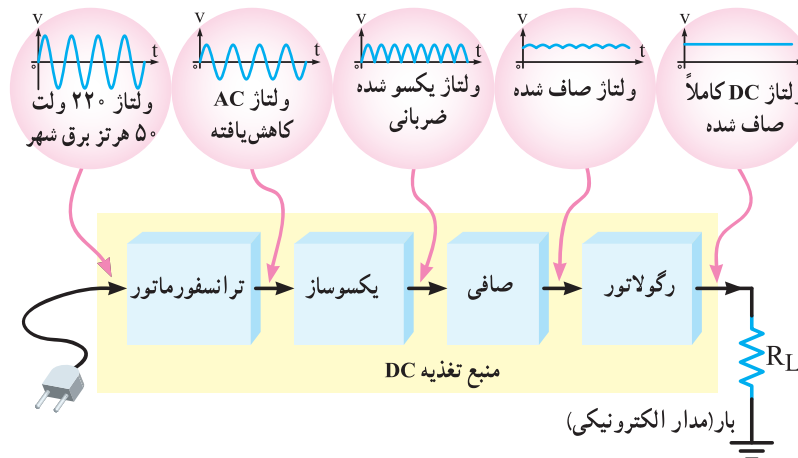 v
t
o
ولتاژ ۲۲۰ ولت
۵۰ هرتز برق شهر
v
t
o
ولتاژ AC
کاهش‌یافته
v
t
o
ولتاژ یکسو شده
ضربانی
v
t
o
ولتاژ صاف شده
v
t
o
ولتاژ DC کاملاً
صاف شده
ترانسفورماتور
یکسوساز
صافی
رگولاتور
منبع تغذیه DC
R_L
بار(مدار الکترونیکی)